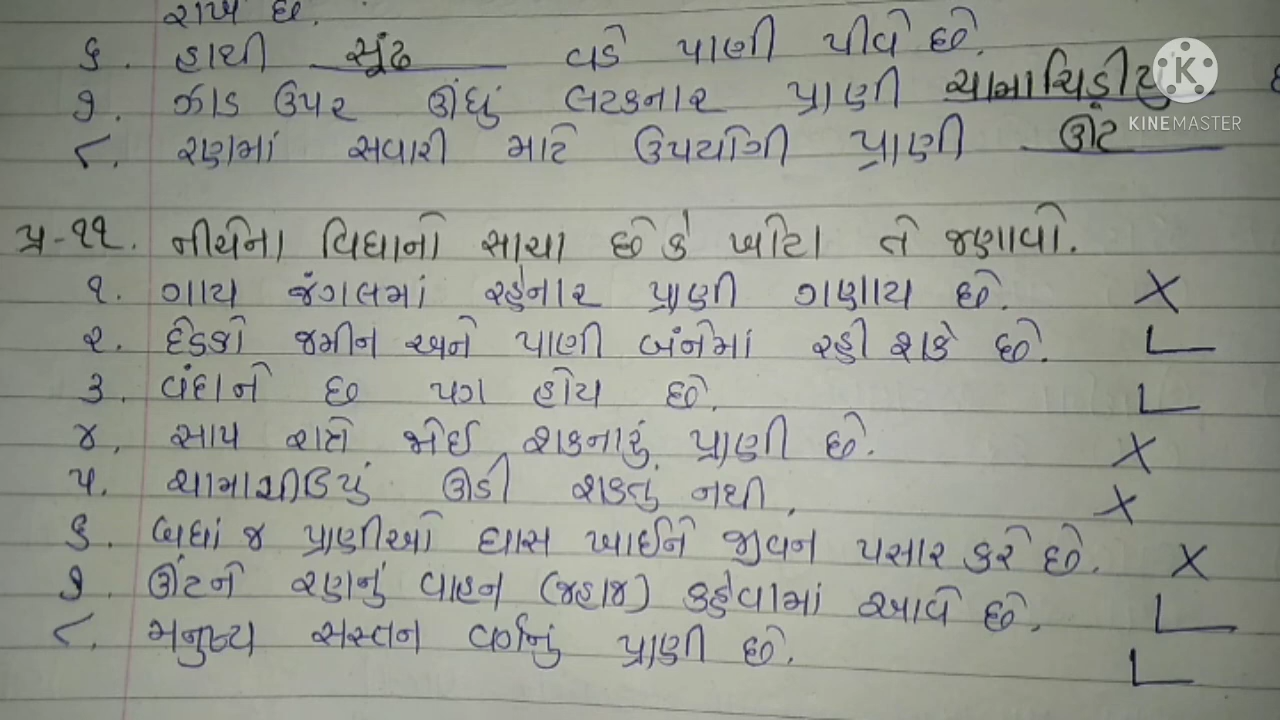 રાખે છે.
૬. હાથી સૂંઢ વડે પાણી પીવે છે.
૭. ઝાડ ઉપર ઊંધું લટકનાર પ્રાણી ચામાચિડીયુ
૮. રણમાં સવારી માટે ઉપયોગી પ્રાણી ઊંટ
KINEMASTER
પ્ર-૧૧. નીચેના વિધાનો સાચા છે કે ખોટા તે જણાવો.
૧. ગાય જંગલમાં રહેનાર પ્રાણી ગણાય છે. ✗
૨. દેડકો જમીન અને પાણી બંનેમાં રહી શકે છે. ✓
૩. વંદાને છ પગ હોય છે. ✓
૪. સાપ રાત્રે જોઈ શકનારું પ્રાણી છે. ✗
૫. ચામાચીડિયું ઊડી શકતું નથી. ✗
૬. બધાં જ પ્રાણીઓ ઘાસ ખાઈને જીવન પસાર કરે છે. ✗
૭. ઊંટને રણનું વાહન (જહાજ) કહેવામાં આવે છે. ✓
૮. મનુષ્ય સસ્તન વર્ગનું પ્રાણી છે. ✓